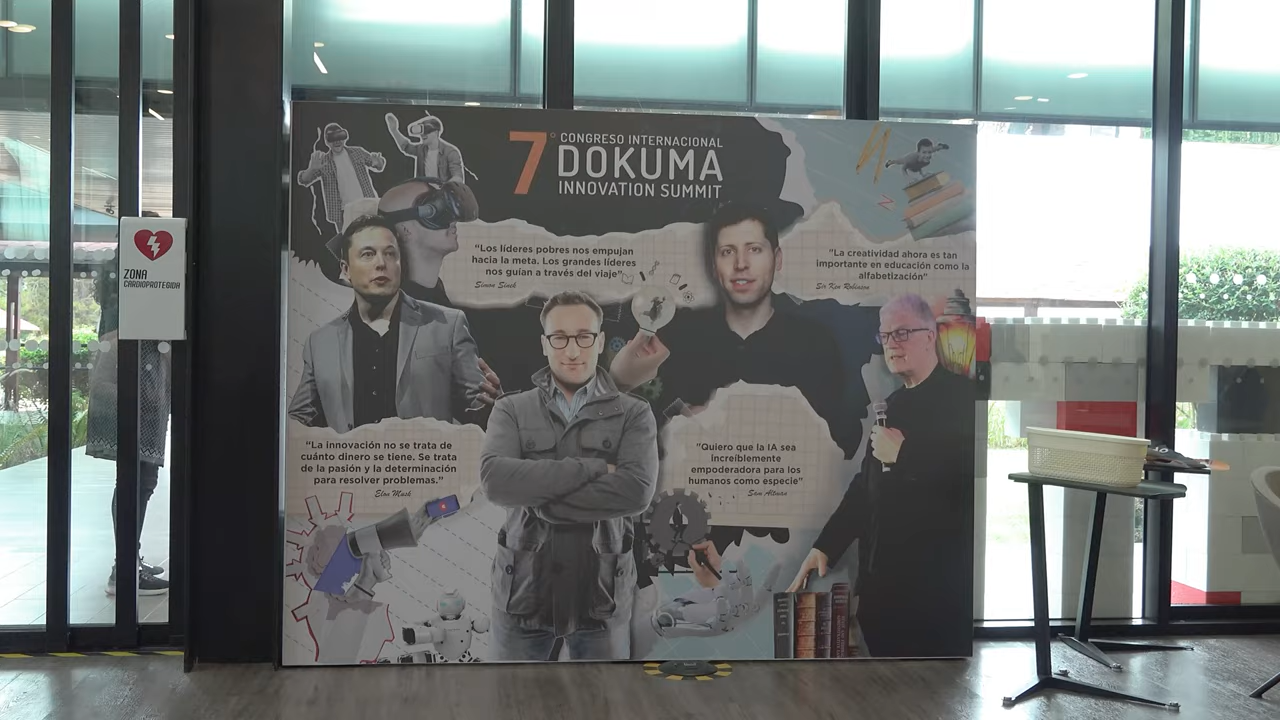 ZONA
CARDIOPROTEGIDA
7° CONGRESO INTERNACIONAL
DOKUMA
INNOVATION SUMMIT
"Los líderes pobres nos empujan
hacia la meta. Los grandes líderes
nos guían a través del viaje"
Simon Sinek
"La creatividad ahora es tan
importante en educación como la
alfabetización"
Sir Ken Robinson
"La innovación no se trata de
cuánto dinero se tiene. Se trata
de la pasión y la determinación
para resolver problemas."
Elon Musk
"Quiero que la IA sea
increíblemente
empoderadora para los
humanos como especie"
Sam Altman